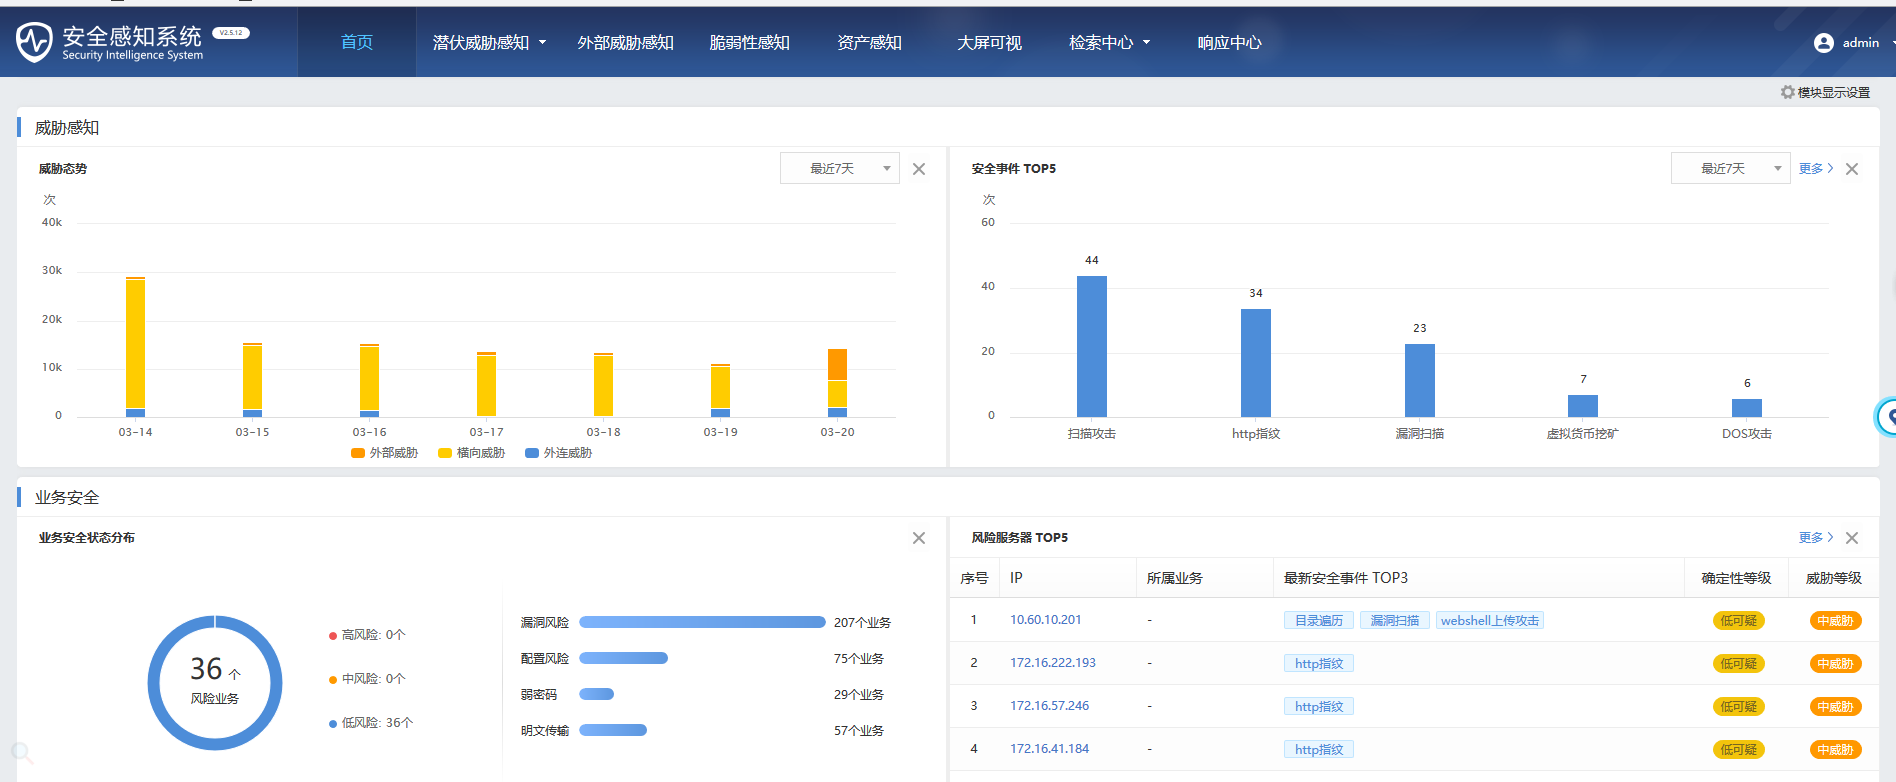 安全感知系统 V2.5.12
Security Intelligence System
首页 潜伏威胁感知 外部威胁感知 脆弱性感知 资产感知 大屏可视 检索中心 响应中心 admin
模块显示设置
威胁感知
威胁态势 最近7天
次
40k
30k
20k
10k
0
03-14 03-15 03-16 03-17 03-18 03-19 03-20
外部威胁 横向威胁 外连威胁
安全事件 TOP5 最近7天 更多
次
60
40
20
0
44
34
23
7
6
扫描攻击 http指纹 漏洞扫描 虚拟货币挖矿 DOS攻击
业务安全
业务安全状态分布
36 个
风险业务
高风险: 0个
中风险: 0个
低风险: 36个
漏洞风险 207个业务
配置风险 75个业务
弱密码 29个业务
明文传输 57个业务
风险服务器 TOP5 更多
序号 IP 所属业务 最新安全事件 TOP3 确定性等级 威胁等级
1 10.60.10.201 - 目录遍历 漏洞扫描 webshell上传攻击 低可疑 中威胁
2 172.16.222.193 - http指纹 低可疑 中威胁
3 172.16.57.246 - http指纹 低可疑 中威胁
4 172.16.41.184 - http指纹 低可疑 中威胁